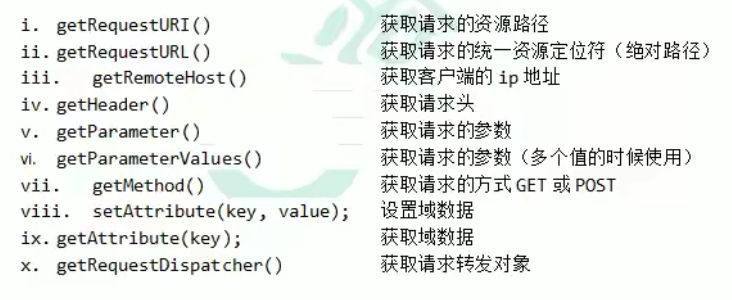 i. getRequestURI() 获取请求的资源路径
ii. getRequestURL() 获取请求的统一资源定位符（绝对路径）
iii. getRemoteHost() 获取客户端的 ip 地址
iv. getHeader() 获取请求头
v. getParameter() 获取请求的参数
vi. getParameterValues() 获取请求的参数（多个值的时候使用）
vii. getMethod() 获取请求的方式 GET 或 POST
viii. setAttribute(key, value); 设置域数据
ix. getAttribute(key); 获取域数据
x. getRequestDispatcher() 获取请求转发对象